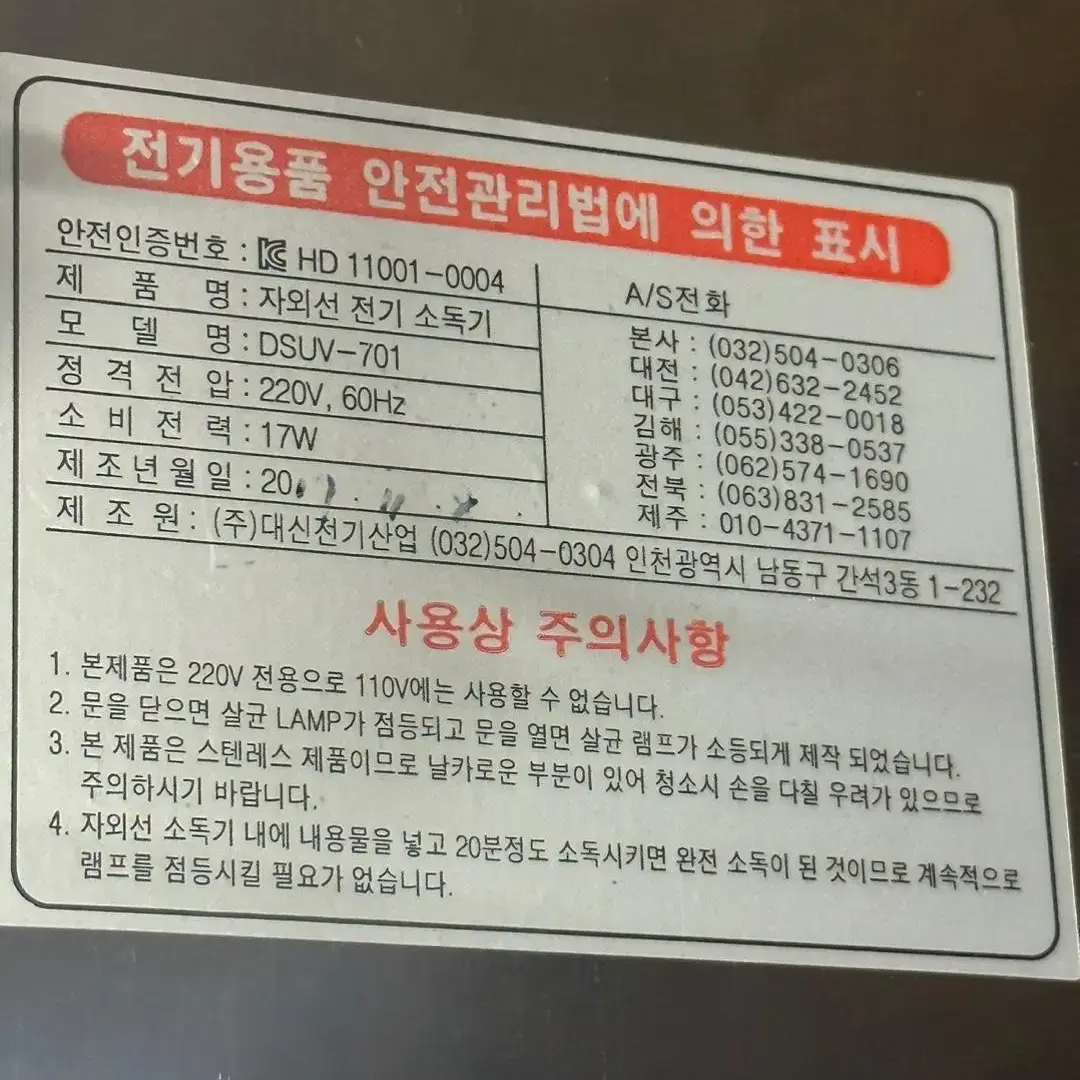 전기용품 안전관리법에 의한 표시
안전인증번호 : KC HD 11001-0004
제 품 명 : 자외선 전기 소독기
모 델 명 : DSUV-701
정 격 전 압 : 220V, 60Hz
소 비 전 력 : 17W
제 조 년 월 일 : 20
A/S전화
본사 : (032)504-0306
대전 : (042)632-2452
대구 : (053)422-0018
김해 : (055)338-0537
광주 : (062)574-1690
전북 : (063)831-2585
제주 : 010-4371-1107
제 조 원 : (주)대신전기산업 (032)504-0304 인천광역시 남동구 간석3동 1-232
사용상 주의사항
1. 본제품은 220V 전용으로 110V에는 사용할 수 없습니다.
2. 문을 닫으면 살균 LAMP가 점등되고 문을 열면 살균 램프가 소등되게 제작 되었습니다.
3. 본 제품은 스텐레스 제품이므로 날카로운 부분이 있어 청소시 손을 다칠 우려가 있으므로
주의하시기 바랍니다.
4. 자외선 소독기 내에 내용물을 넣고 20분정도 소독시키면 완전 소독이 된 것이므로 계속적으로
램프를 점등시킬 필요가 없습니다.